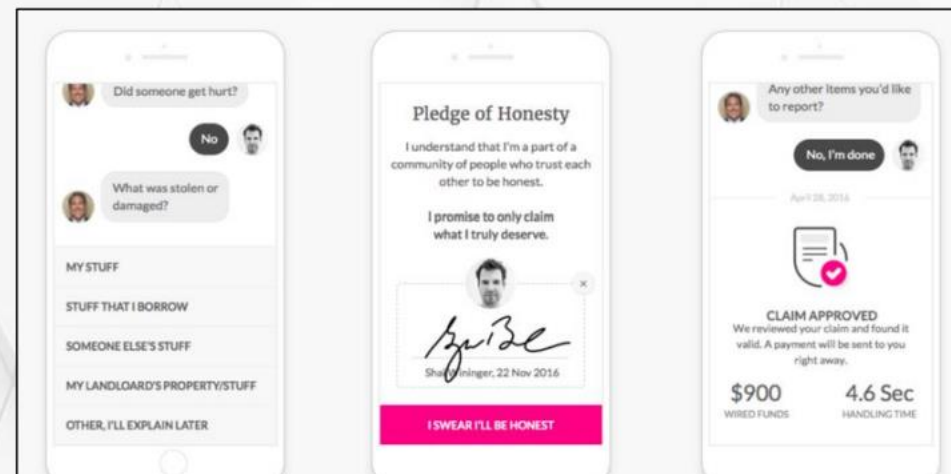 Did someone get hurt?
No
What was stolen or
damaged?
MY STUFF
STUFF THAT I BORROW
SOMEONE ELSE'S STUFF
MY LANDLOARD'S PROPERTY/STUFF
OTHER, I'LL EXPLAIN LATER
Pledge of Honesty
I understand that I'm a part of a
community of people who trust each
other to be honest.
I promise to only claim
what I truly deserve.
×
Shai Wininger, 22 Nov 2016
I SWEAR I'LL BE HONEST
Any other Items you'd like
to report?
No, I'm done
April 28, 2016
CLAIM APPROVED
We reviewed your claim and found it
valid. A payment will be sent to you
right away.
$900 4.6 Sec
WIRED FUNDS HANDLING TIME